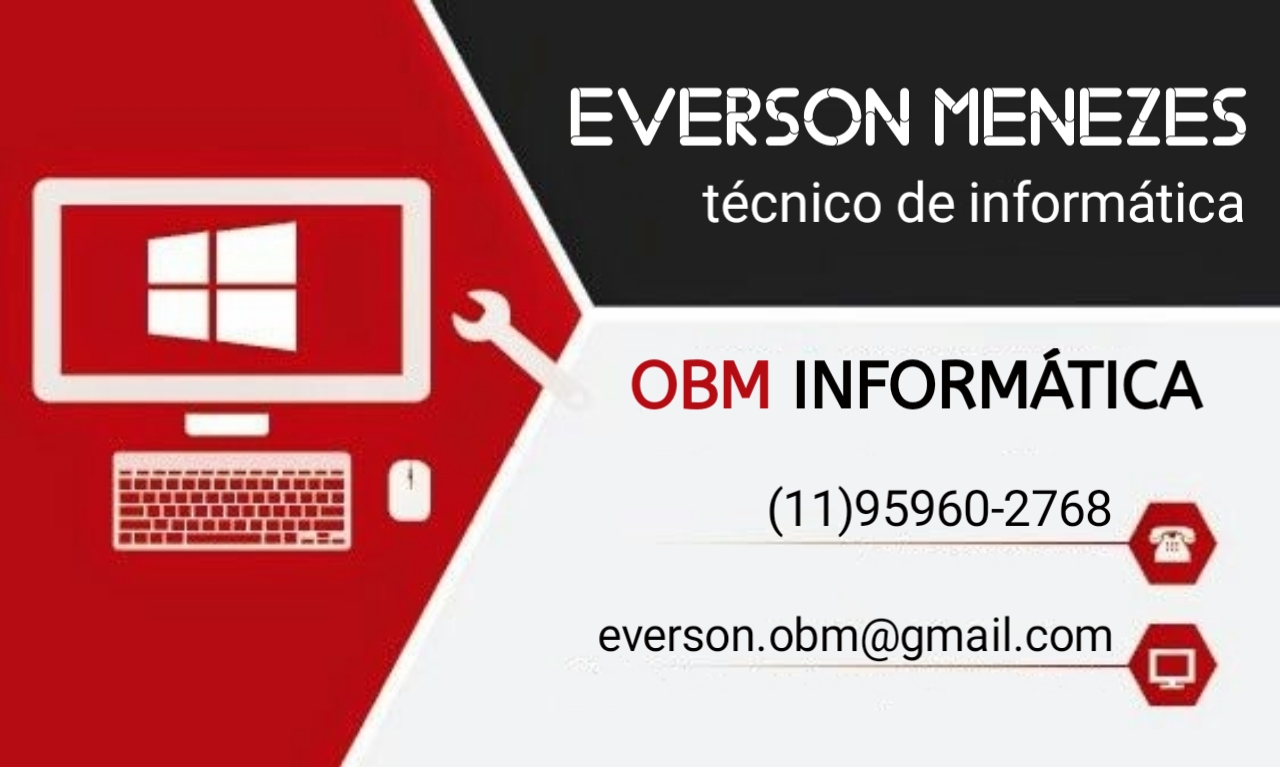 EVERSON MENEZES
técnico de informática
OBM INFORMÁTICA
(11)95960-2768
everson.obm@gmail.com